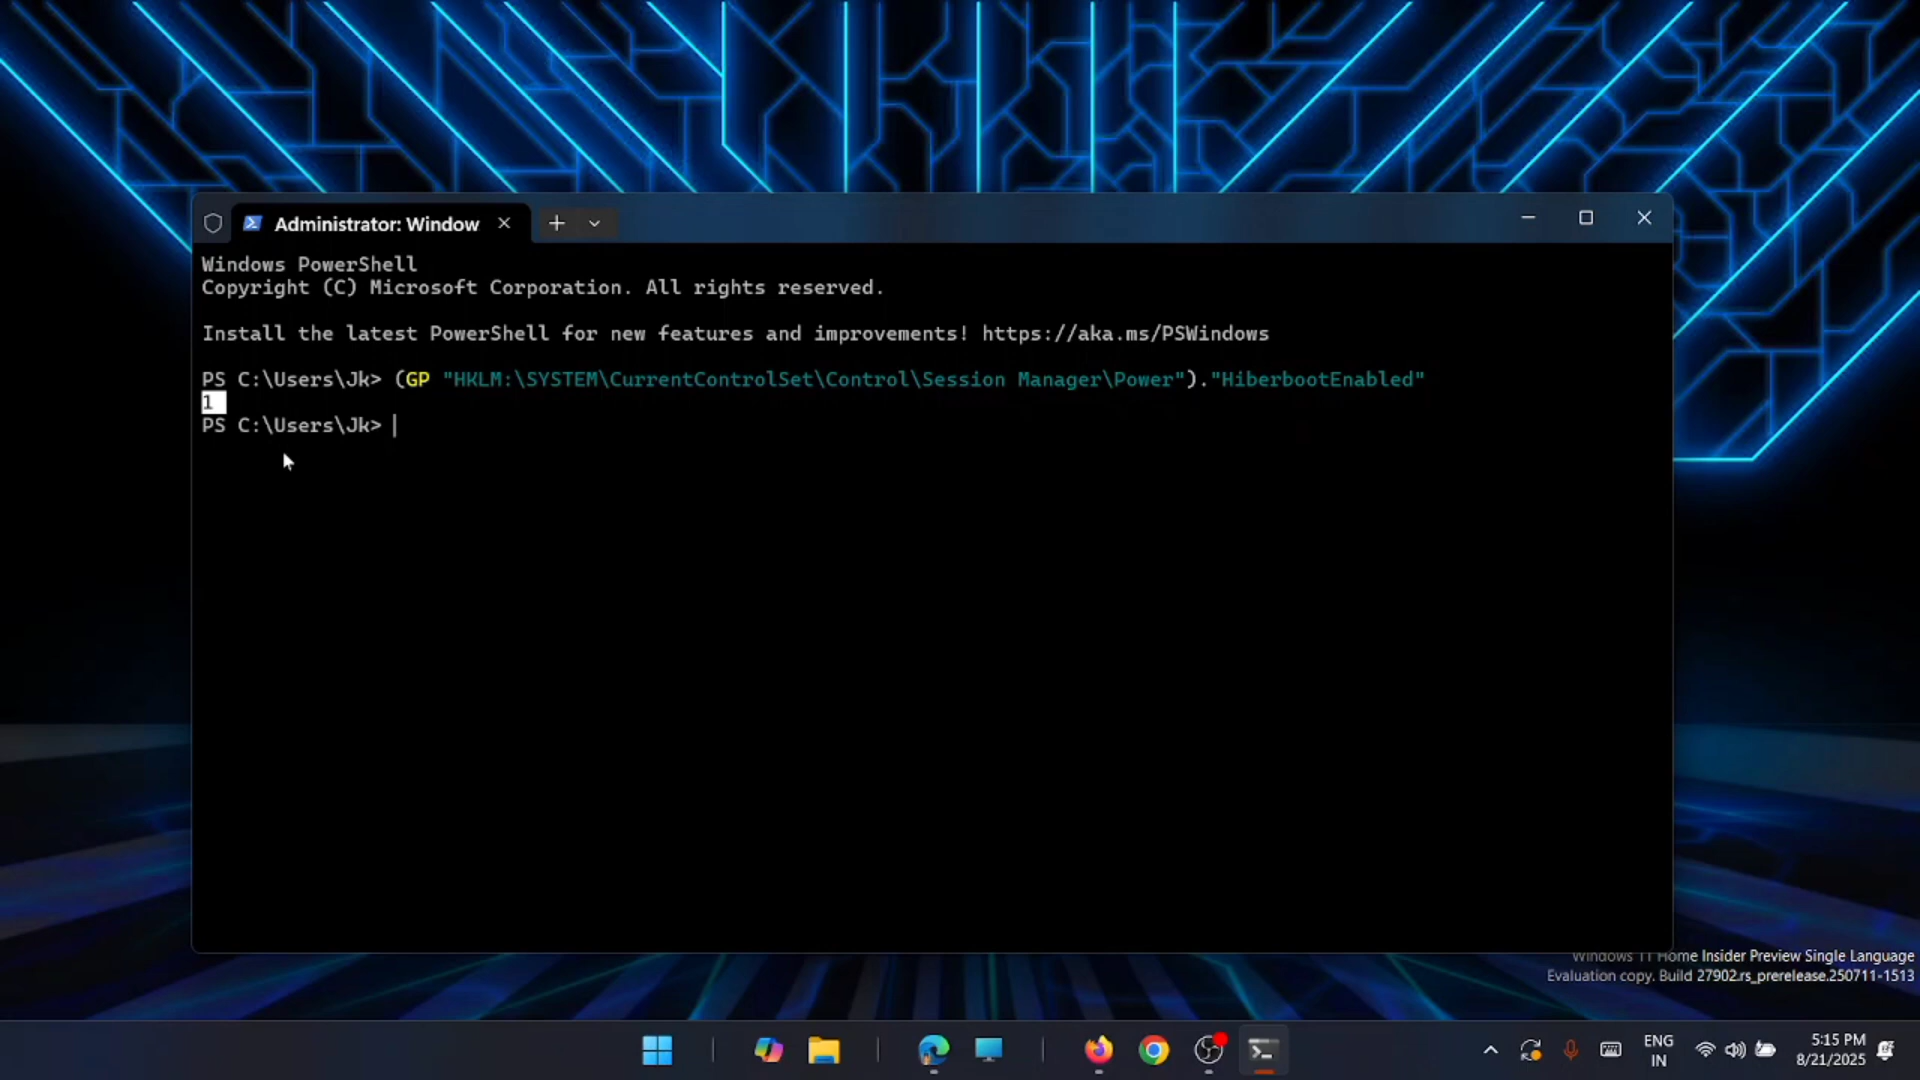 Administrator: Window
Windows PowerShell
Copyright (C) Microsoft Corporation. All rights reserved.
Install the latest PowerShell for new features and improvements! https://aka.ms/PSWindows
PS C:\Users\Jk> (GP "HKLM:\SYSTEM\CurrentControlSet\Control\Session Manager\Power")."HiberbootEnabled"
1
PS C:\Users\Jk>
Windows 11 Home Insider Preview Single Language
Evaluation copy. Build 27902.rs_prerelease.250711-1513
ENG
IN
5:15 PM
8/21/2025